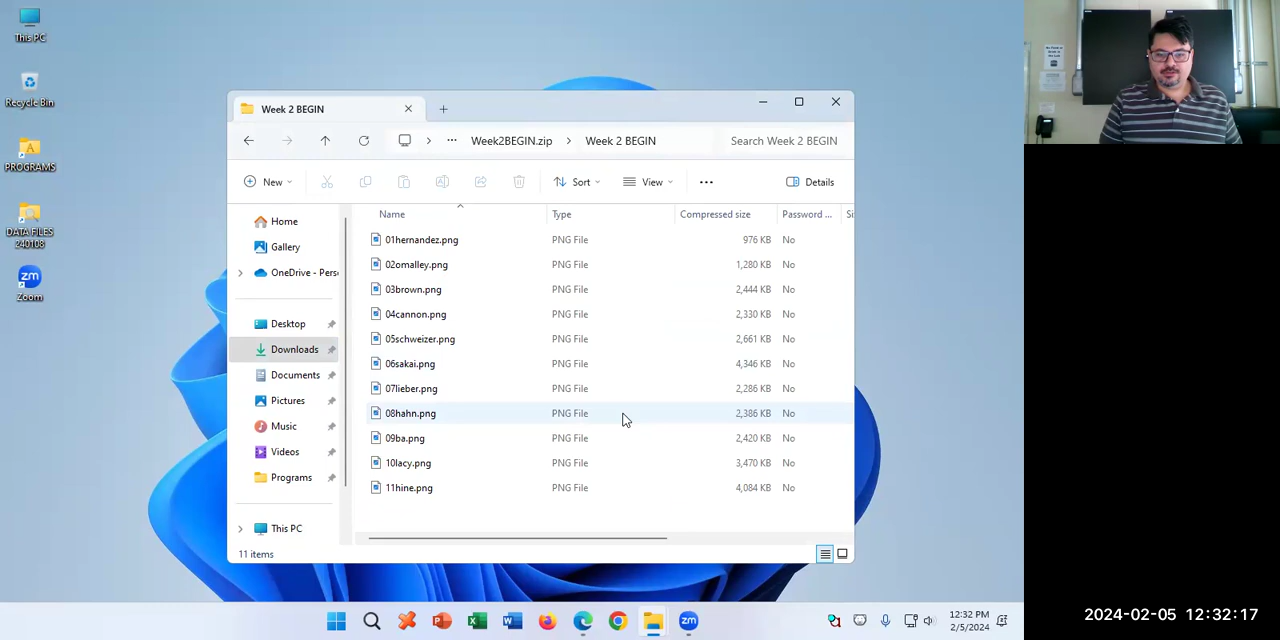 This PC
Recycle Bin
PROGRAMS
DATA FILES
240108
zm
Zoom
Week 2 BEGIN
Week2BEGIN.zip
Week 2 BEGIN
Search Week 2 BEGIN
New
Sort
View
Details
Home
Gallery
OneDrive - Pers
Desktop
Downloads
Documents
Pictures
Music
Videos
Programs
This PC
Name Type Compressed size Password ... Si
01hernandez.png PNG File 976 KB No
02omalley.png PNG File 1,280 KB No
03brown.png PNG File 2,444 KB No
04cannon.png PNG File 2,330 KB No
05schweizer.png PNG File 2,661 KB No
06sakai.png PNG File 4,346 KB No
07lieber.png PNG File 2,286 KB No
08hahn.png PNG File 2,386 KB No
09ba.png PNG File 2,420 KB No
10lacy.png PNG File 3,470 KB No
11hine.png PNG File 4,084 KB No
11 items
zm
12:32 PM
2/5/2024
2024-02-05 12:32:17